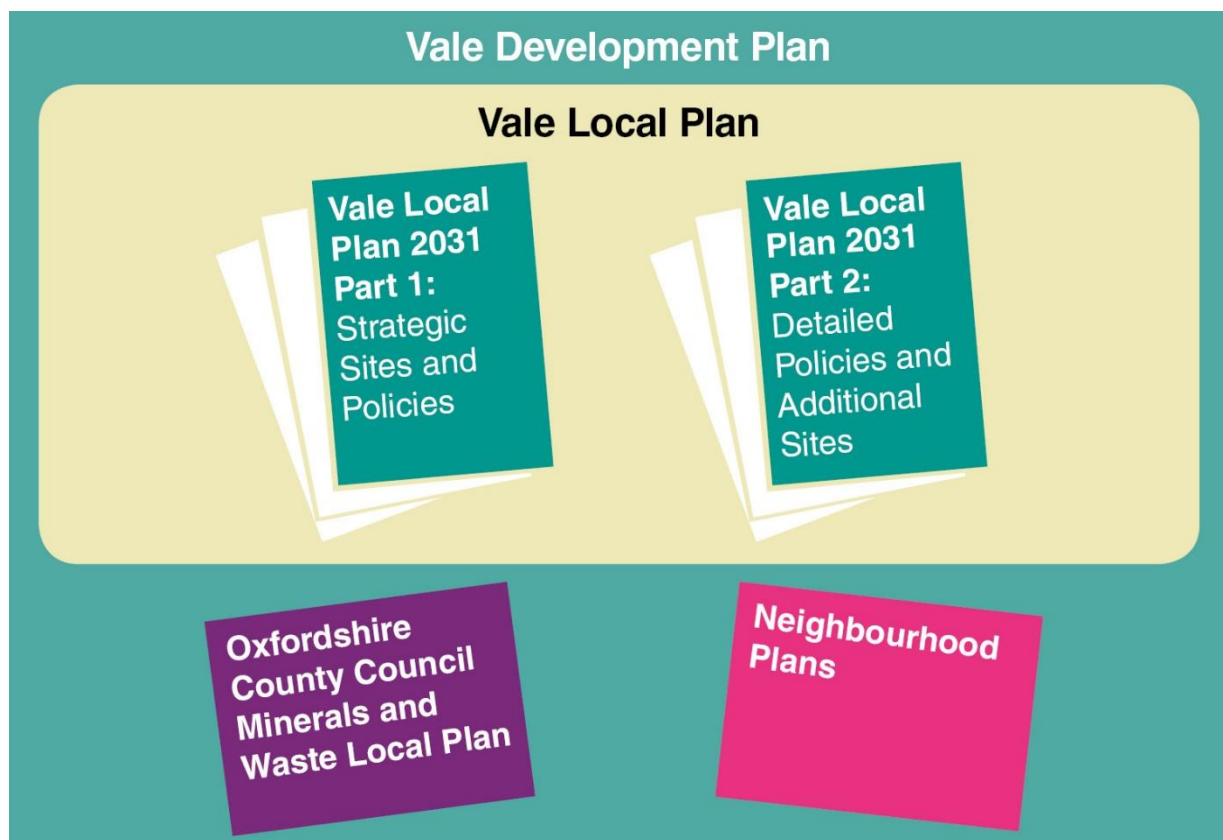 Vale Development Plan
Vale Local Plan
Vale Local
Plan 2031
Part 1:
Strategic
Sites and
Policies
Vale Local
Plan 2031
Part 2:
Detailed
Policies and
Additional
Sites
Oxfordshire
County Council
Minerals and
Waste Local Plan
Neighbourhood
Plans